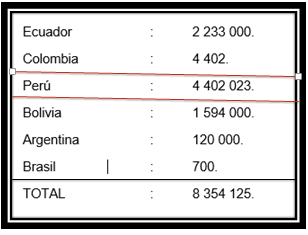 Ecuador : 2 233 000.
Colombia : 4 402.
Perú : 4 402 023.
Bolivia : 1 594 000.
Argentina : 120 000.
Brasil : 700.
TOTAL : 8 354 125.